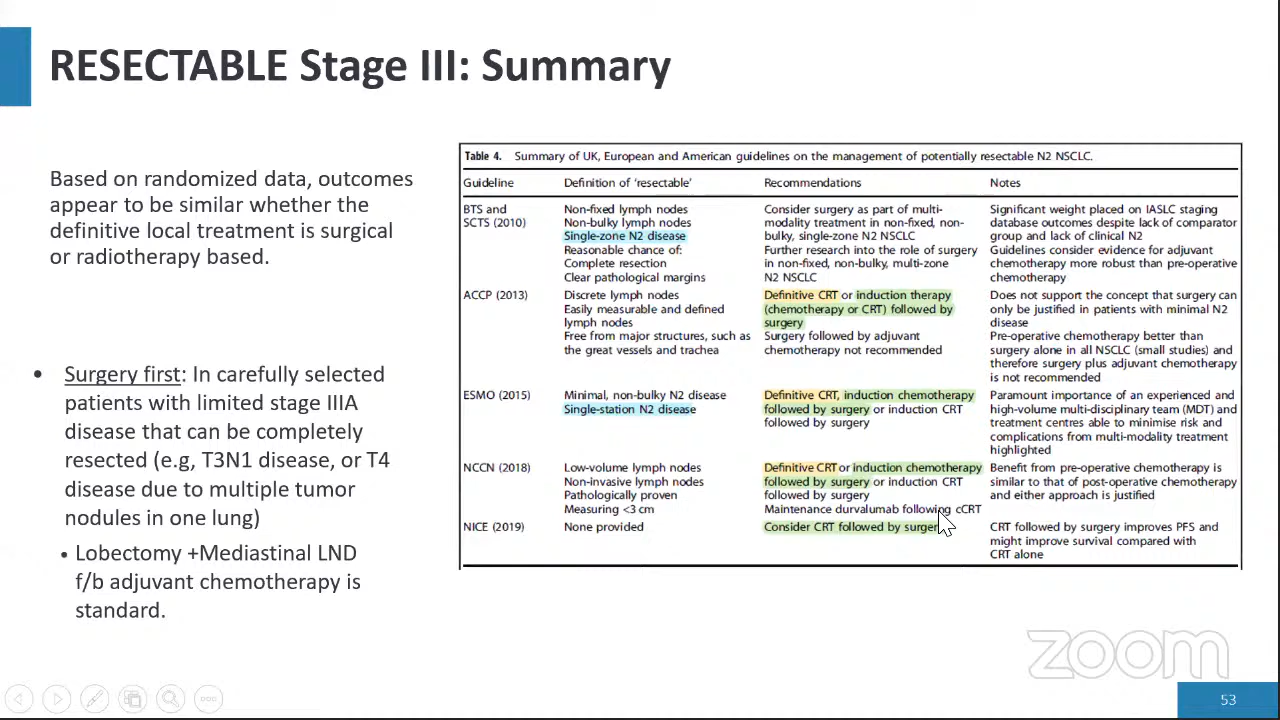 RESECTABLE Stage III: Summary
Based on randomized data, outcomes
appear to be similar whether the
definitive local treatment is surgical
or radiotherapy based.
• Surgery first: In carefully selected
patients with limited stage IIIA
disease that can be completely
resected (e.g, T3N1 disease, or T4
disease due to multiple tumor
nodules in one lung)
• Lobectomy +Mediastinal LND
f/b adjuvant chemotherapy is
standard.
Table 4. Summary of UK, European and American guidelines on the management of potentially resectable N2 NSCLC.
Guideline Definition of 'resectable' Recommendations Notes
BTS and Non-fixed lymph nodes Consider surgery as part of multi- Significant weight placed on IASLC staging
SCTS (2010) Non-bulky lymph nodes modality treatment in non-fixed, non- database outcomes despite lack of comparator
Single-zone N2 disease bulky, single-zone N2 NSCLC group and lack of clinical N2
Reasonable chance of: Further research into the role of surgery Guidelines consider evidence for adjuvant
Complete resection in non-fixed, non-bulky, multi-zone chemotherapy more robust than pre-operative
Clear pathological margins N2 NSCLC chemotherapy
ACCP (2013) Discrete lymph nodes Definitive CRT or induction therapy Does not support the concept that surgery can
Easily measurable and defined (chemotherapy or CRT) followed by only be justified in patients with minimal N2
lymph nodes surgery disease
Free from major structures, such as Surgery followed by adjuvant Pre-operative chemotherapy better than
the great vessels and trachea chemotherapy not recommended surgery alone in all NSCLC (small studies) and
therefore surgery plus adjuvant chemotherapy
is not recommended
ESMO (2015) Minimal, non-bulky N2 disease Definitive CRT, induction chemotherapy Paramount importance of an experienced and
Single-station N2 disease followed by surgery or induction CRT high-volume multi-disciplinary team (MDT) and
followed by surgery treatment centres able to minimise risk and
complications from multi-modality treatment
highlighted
NCCN (2018) Low-volume lymph nodes Definitive CRT or induction chemotherapy Benefit from pre-operative chemotherapy is
Non-invasive lymph nodes followed by surgery or induction CRT similar to that of post-operative chemotherapy
Pathologically proven followed by surgery and either approach is justified
Measuring <3 cm Maintenance durvalumab following cCRT
NICE (2019) None provided Consider CRT followed by surgery CRT followed by surgery improves PFS and
might improve survival compared with
CRT alone
zoom
53